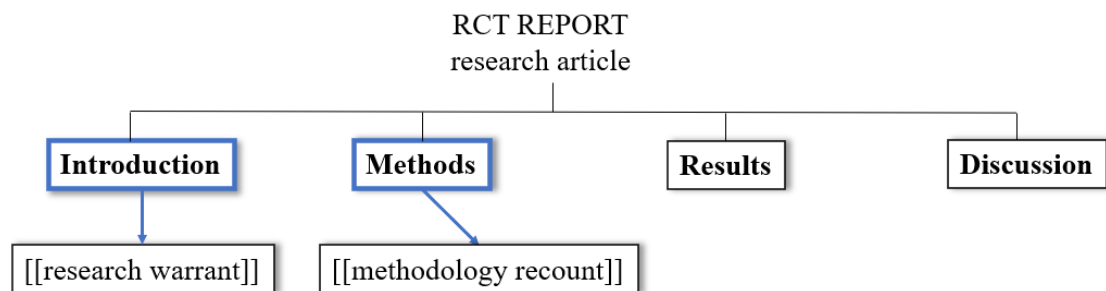 RCT REPORT
research article
Introduction
Methods
Results
Discussion
[[research warrant]]
[[methodology recount]]